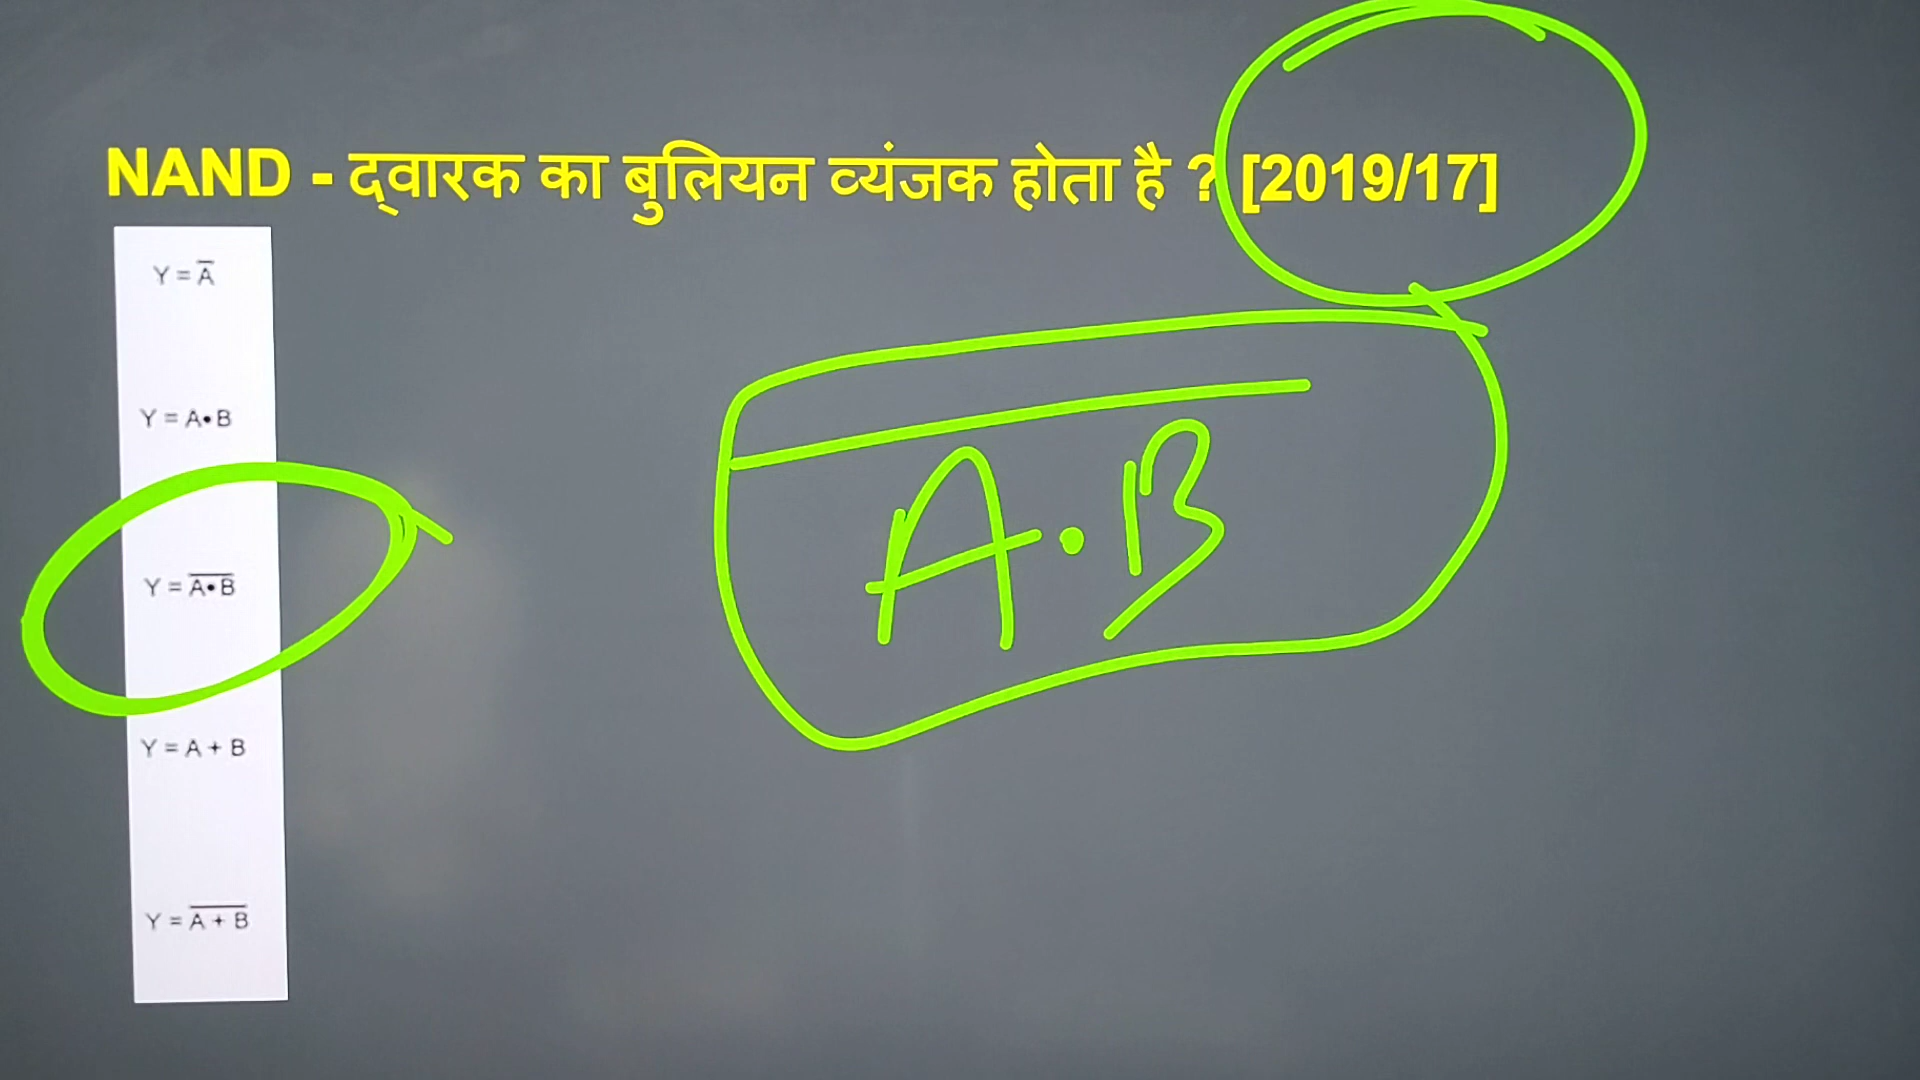 NAND - द्वारक का बुलियन व्यंजक होता है ? [2019/17]
Y = A̅
Y = A•B
Y = A̅•̅B̅
Y = A + B
Y = A̅ ̅+̅ ̅B̅
A̅.̅B̅